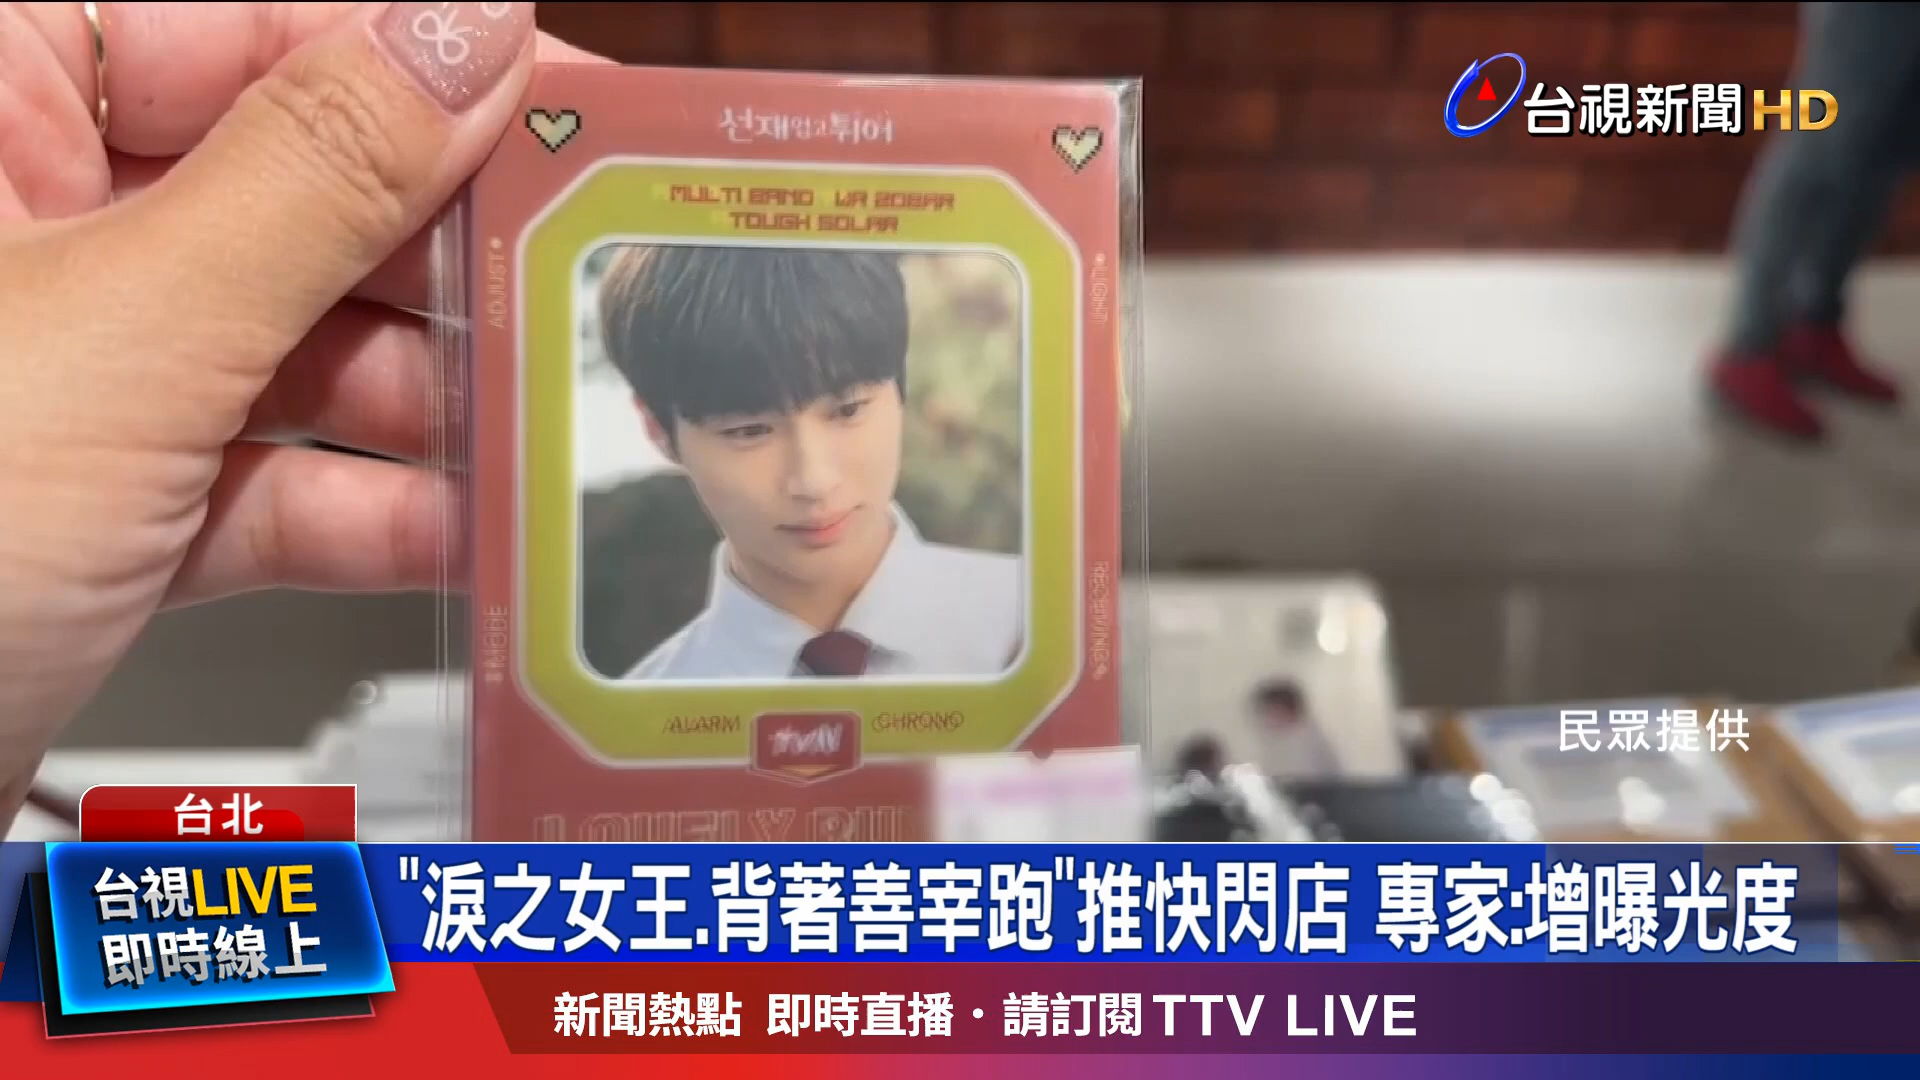 台視新聞HD
선재업고튀어
MULTI BAND WR 20BAR
TOUGH SOLAR
ADJUST
LIGHT
MODE
RECEIVING
ALARM
tvN
CHRONO
民眾提供
台北
台視LIVE
即時線上
"淚之女王.背著善宰跑"推快閃店 專家:增曝光度
新聞熱點 即時直播・請訂閱TTV LIVE